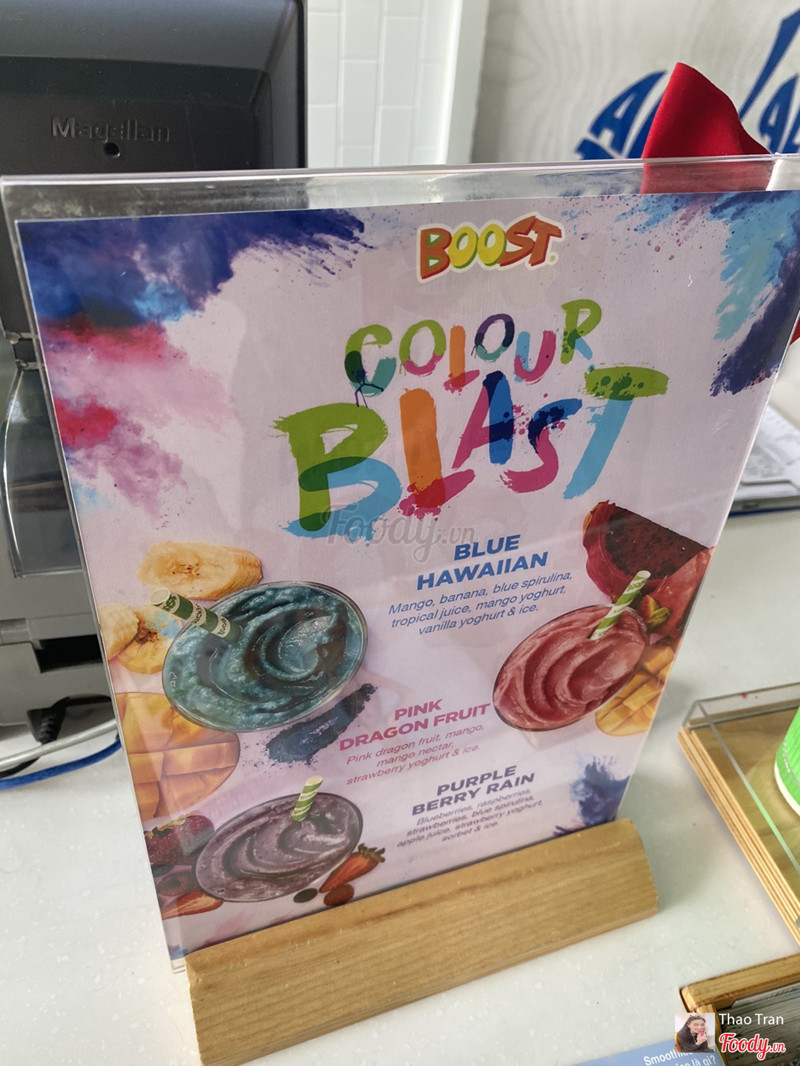 Magellan
BOOST
COLOUR
BLAST
Foody.vn
BLUE
HAWAIIAN
Mango, banana, blue spirulina,
tropical juice, mango yoghurt,
vanilla yoghurt & ice.
PINK
DRAGON FRUIT
Pink dragon fruit, mango,
mango nectar,
strawberry yoghurt & ice.
PURPLE
BERRY RAIN
Blueberries, raspberries,
strawberries, blue spirulina,
apple juice, strawberry yoghurt,
sorbet & ice.
Thao Tran
Foody.vn
là gì?